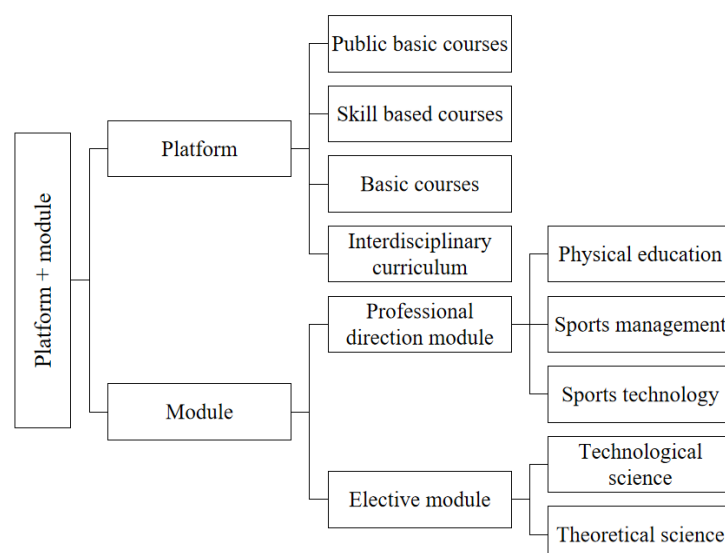 Platform + module
Platform
Public basic courses
Skill based courses
Basic courses
Interdisciplinary
curriculum
Module
Professional
direction module
Physical education
Sports management
Sports technology
Elective module
Technological
science
Theoretical science